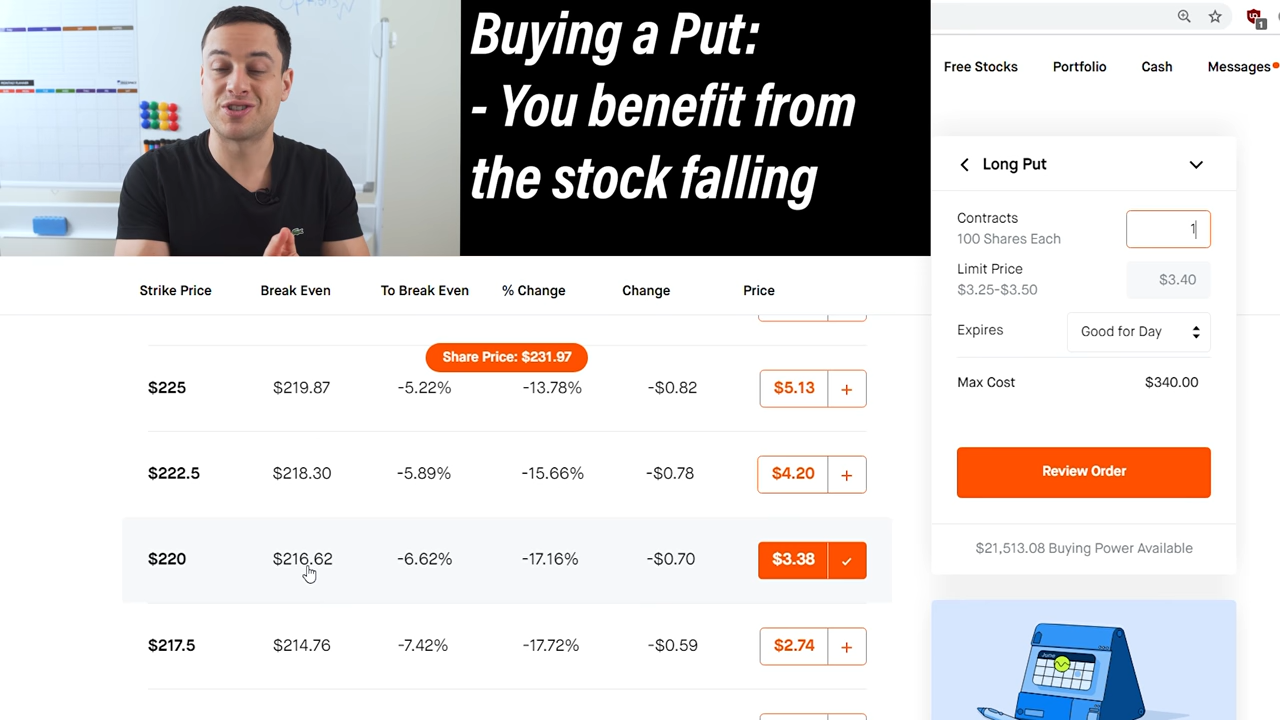 Buying a Put:
- You benefit from
the stock falling
1
Free Stocks Portfolio Cash Messages
Long Put
Contracts 1
100 Shares Each
Limit Price $3.40
$3.25-$3.50
Expires Good for Day
Max Cost $340.00
Review Order
$21,513.08 Buying Power Available
Strike Price Break Even To Break Even % Change Change Price
Share Price: $231.97
$225 $219.87 -5.22% -13.78% -$0.82 $5.13 +
$222.5 $218.30 -5.89% -15.66% -$0.78 $4.20 +
$220 $216.62 -6.62% -17.16% -$0.70 $3.38
$217.5 $214.76 -7.42% -17.72% -$0.59 $2.74 +
June